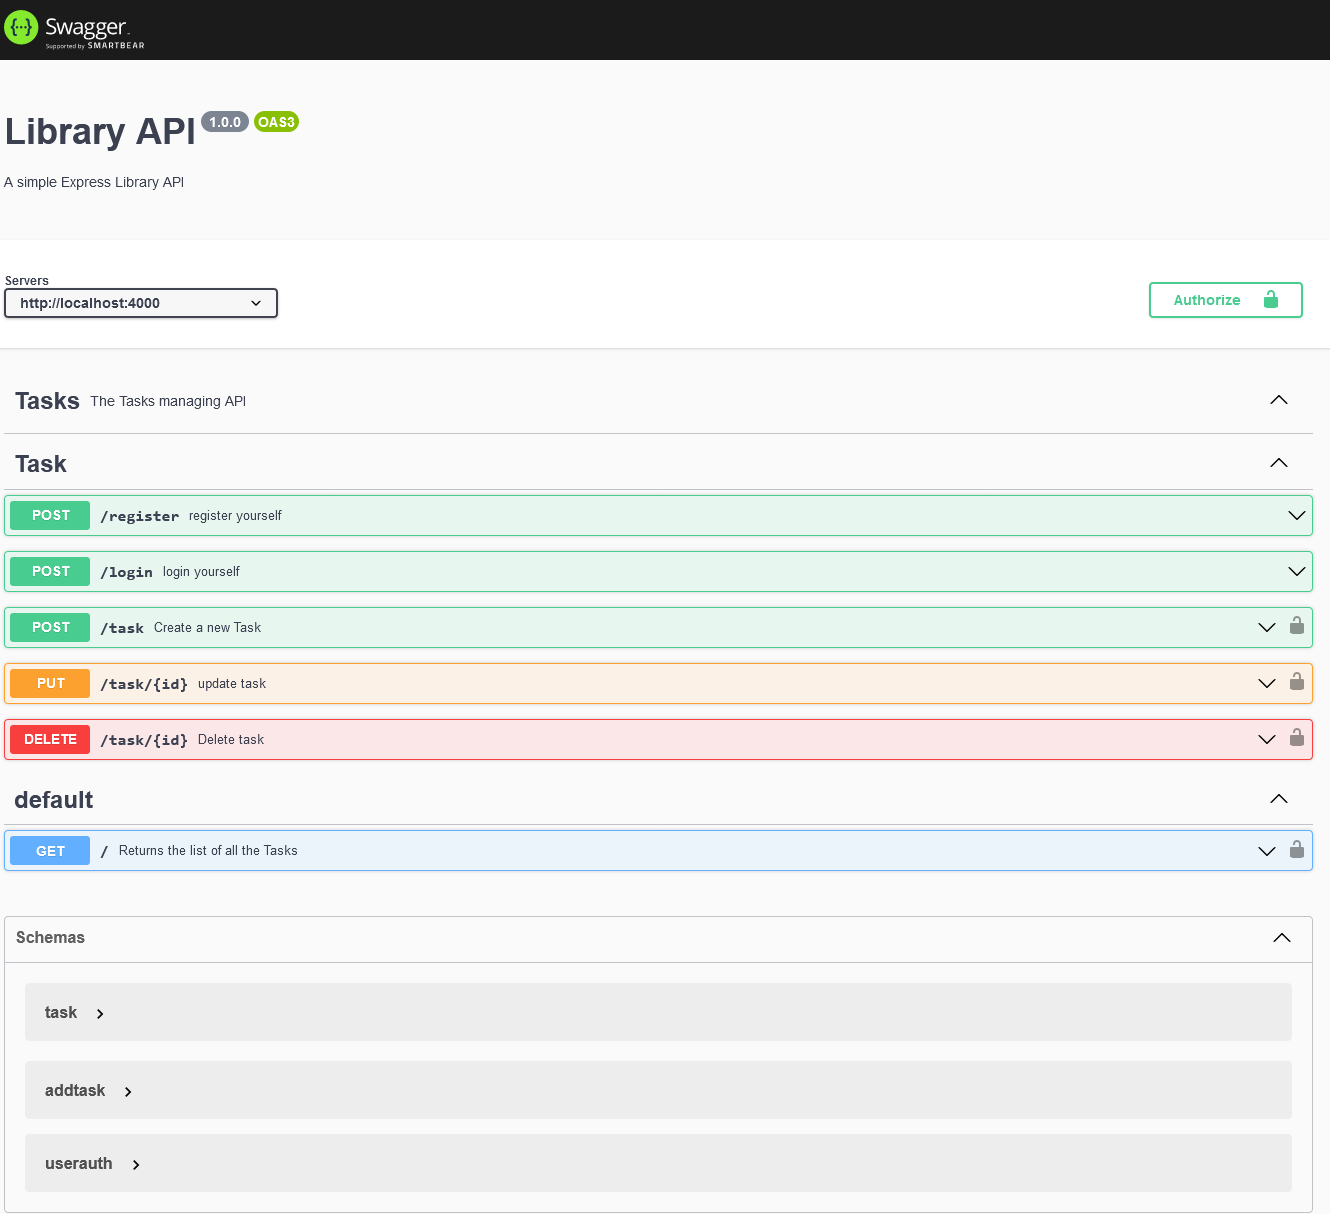 Swagger.
Supported by SMARTBEAR
Library API 1.0.0 OAS3
A simple Express Library API
Servers
http://localhost:4000
Authorize
Tasks The Tasks managing API
Task
POST /register register yourself
POST /login login yourself
POST /task Create a new Task
PUT /task/{id} update task
DELETE /task/{id} Delete task
default
GET / Returns the list of all the Tasks
Schemas
task
addtask
userauth